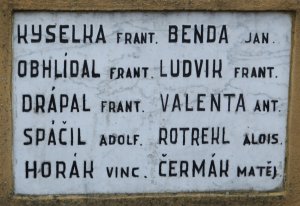 KYSELKA FRANT. BENDA JAN.
OBHLÍDAL FRANT. LUDVIK FRANT.
DRÁPAL FRANT. VALENTA ANT.
SPÁČIL ADOLF. ROTREKL ALOIS.
HORÁK VINC. ČERMÁK MATĚJ.